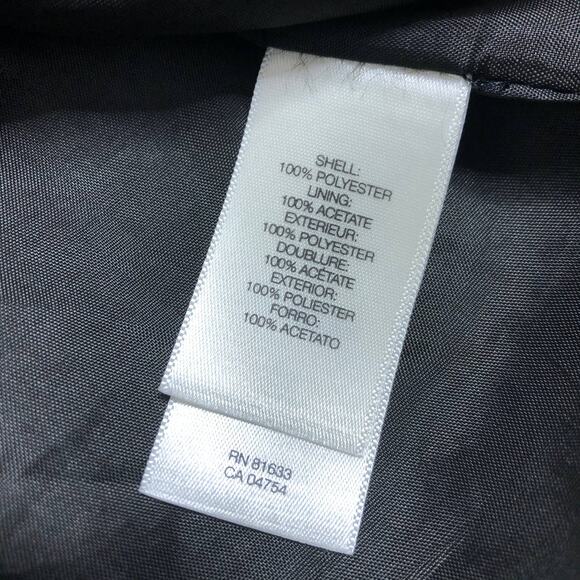 SHELL:
100% POLYESTER
LINING:
100% ACETATE
EXTERIEUR:
100% POLYESTER
DOUBLURE:
100% ACÉTATE
EXTERIOR:
100% POLIESTER
FORRO:
100% ACETATO
RN 81633
CA 04754